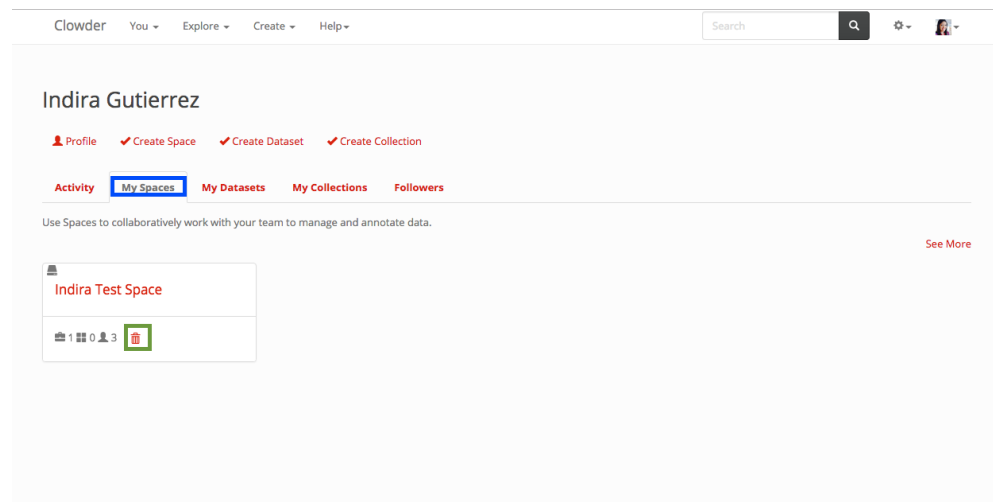 Clowder You Explore Create Help Search
Indira Gutierrez
Profile Create Space Create Dataset Create Collection
Activity My Spaces My Datasets My Collections Followers
Use Spaces to collaboratively work with your team to manage and annotate data.
See More
Indira Test Space
1 0 3